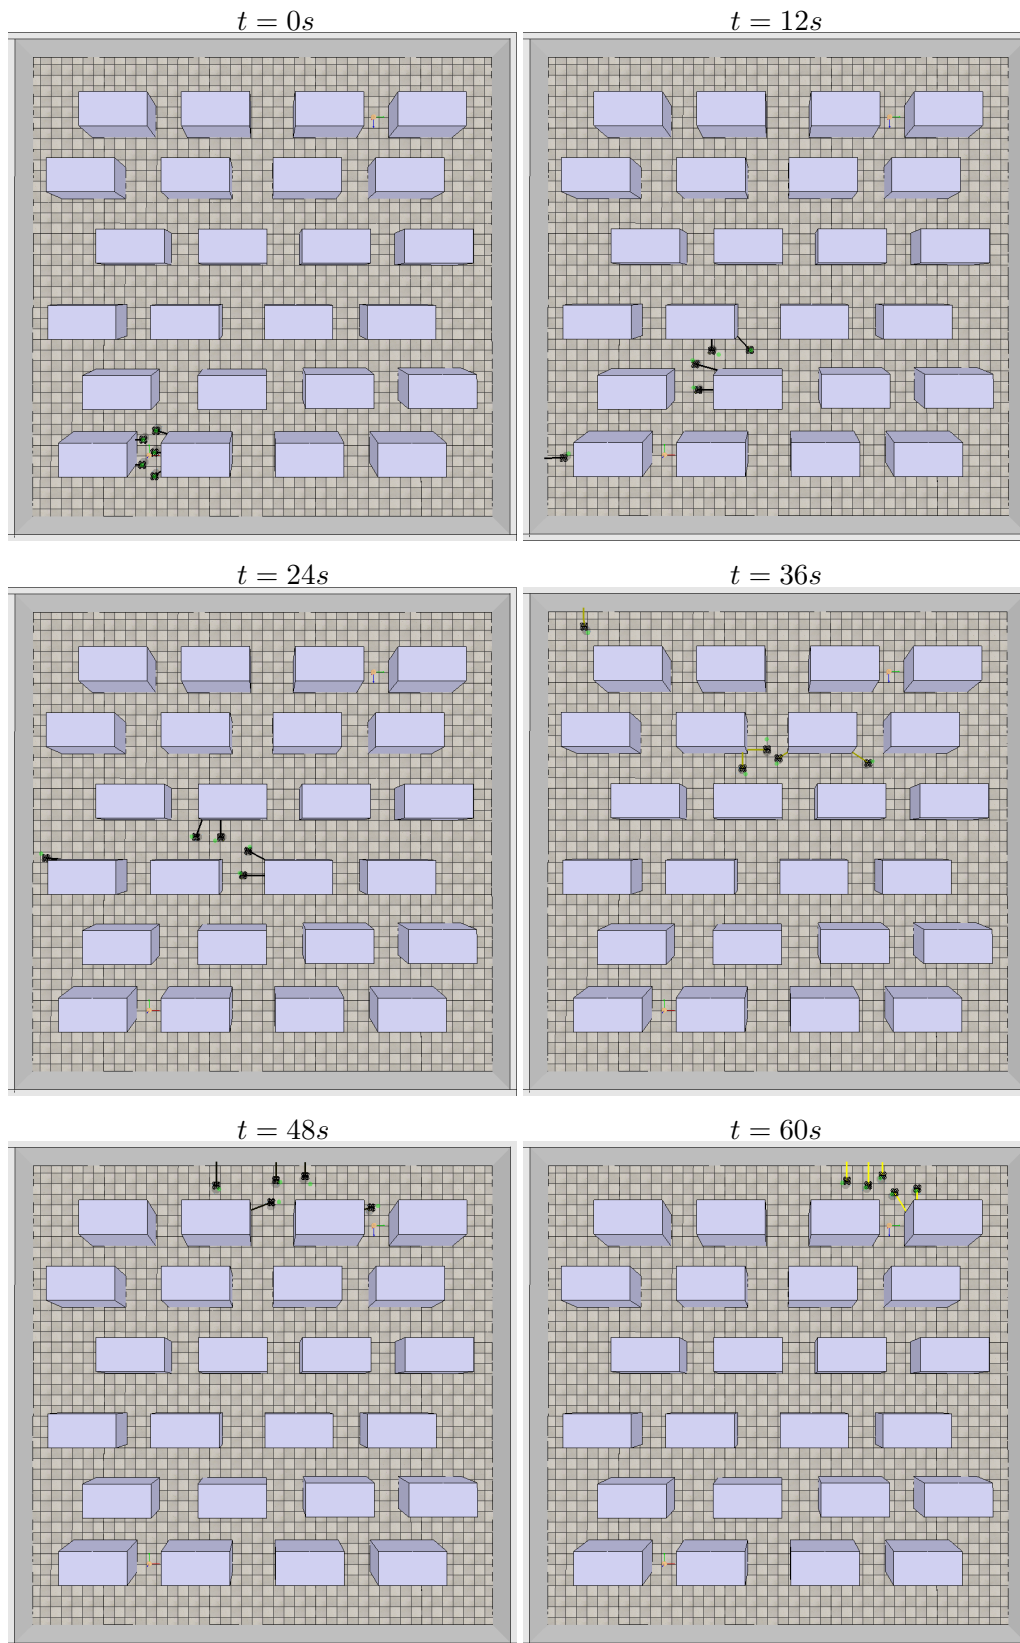 t = 0s
t = 12s
t = 24s
t = 36s
t = 48s
t = 60s